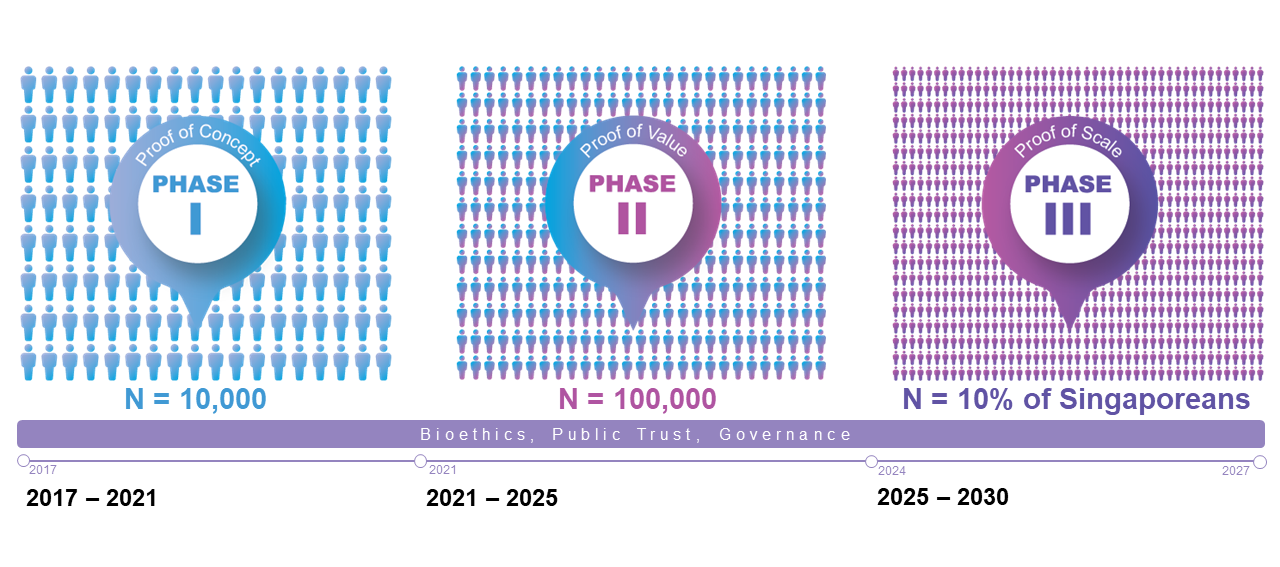 Proof of Concept
PHASE
I
Proof of Value
PHASE
II
Proof of Scale
PHASE
III
N = 10,000
N = 100,000
N = 10% of Singaporeans
Bioethics, Public Trust, Governance
2017
2021
2024
2027
2017 – 2021
2021 – 2025
2025 – 2030